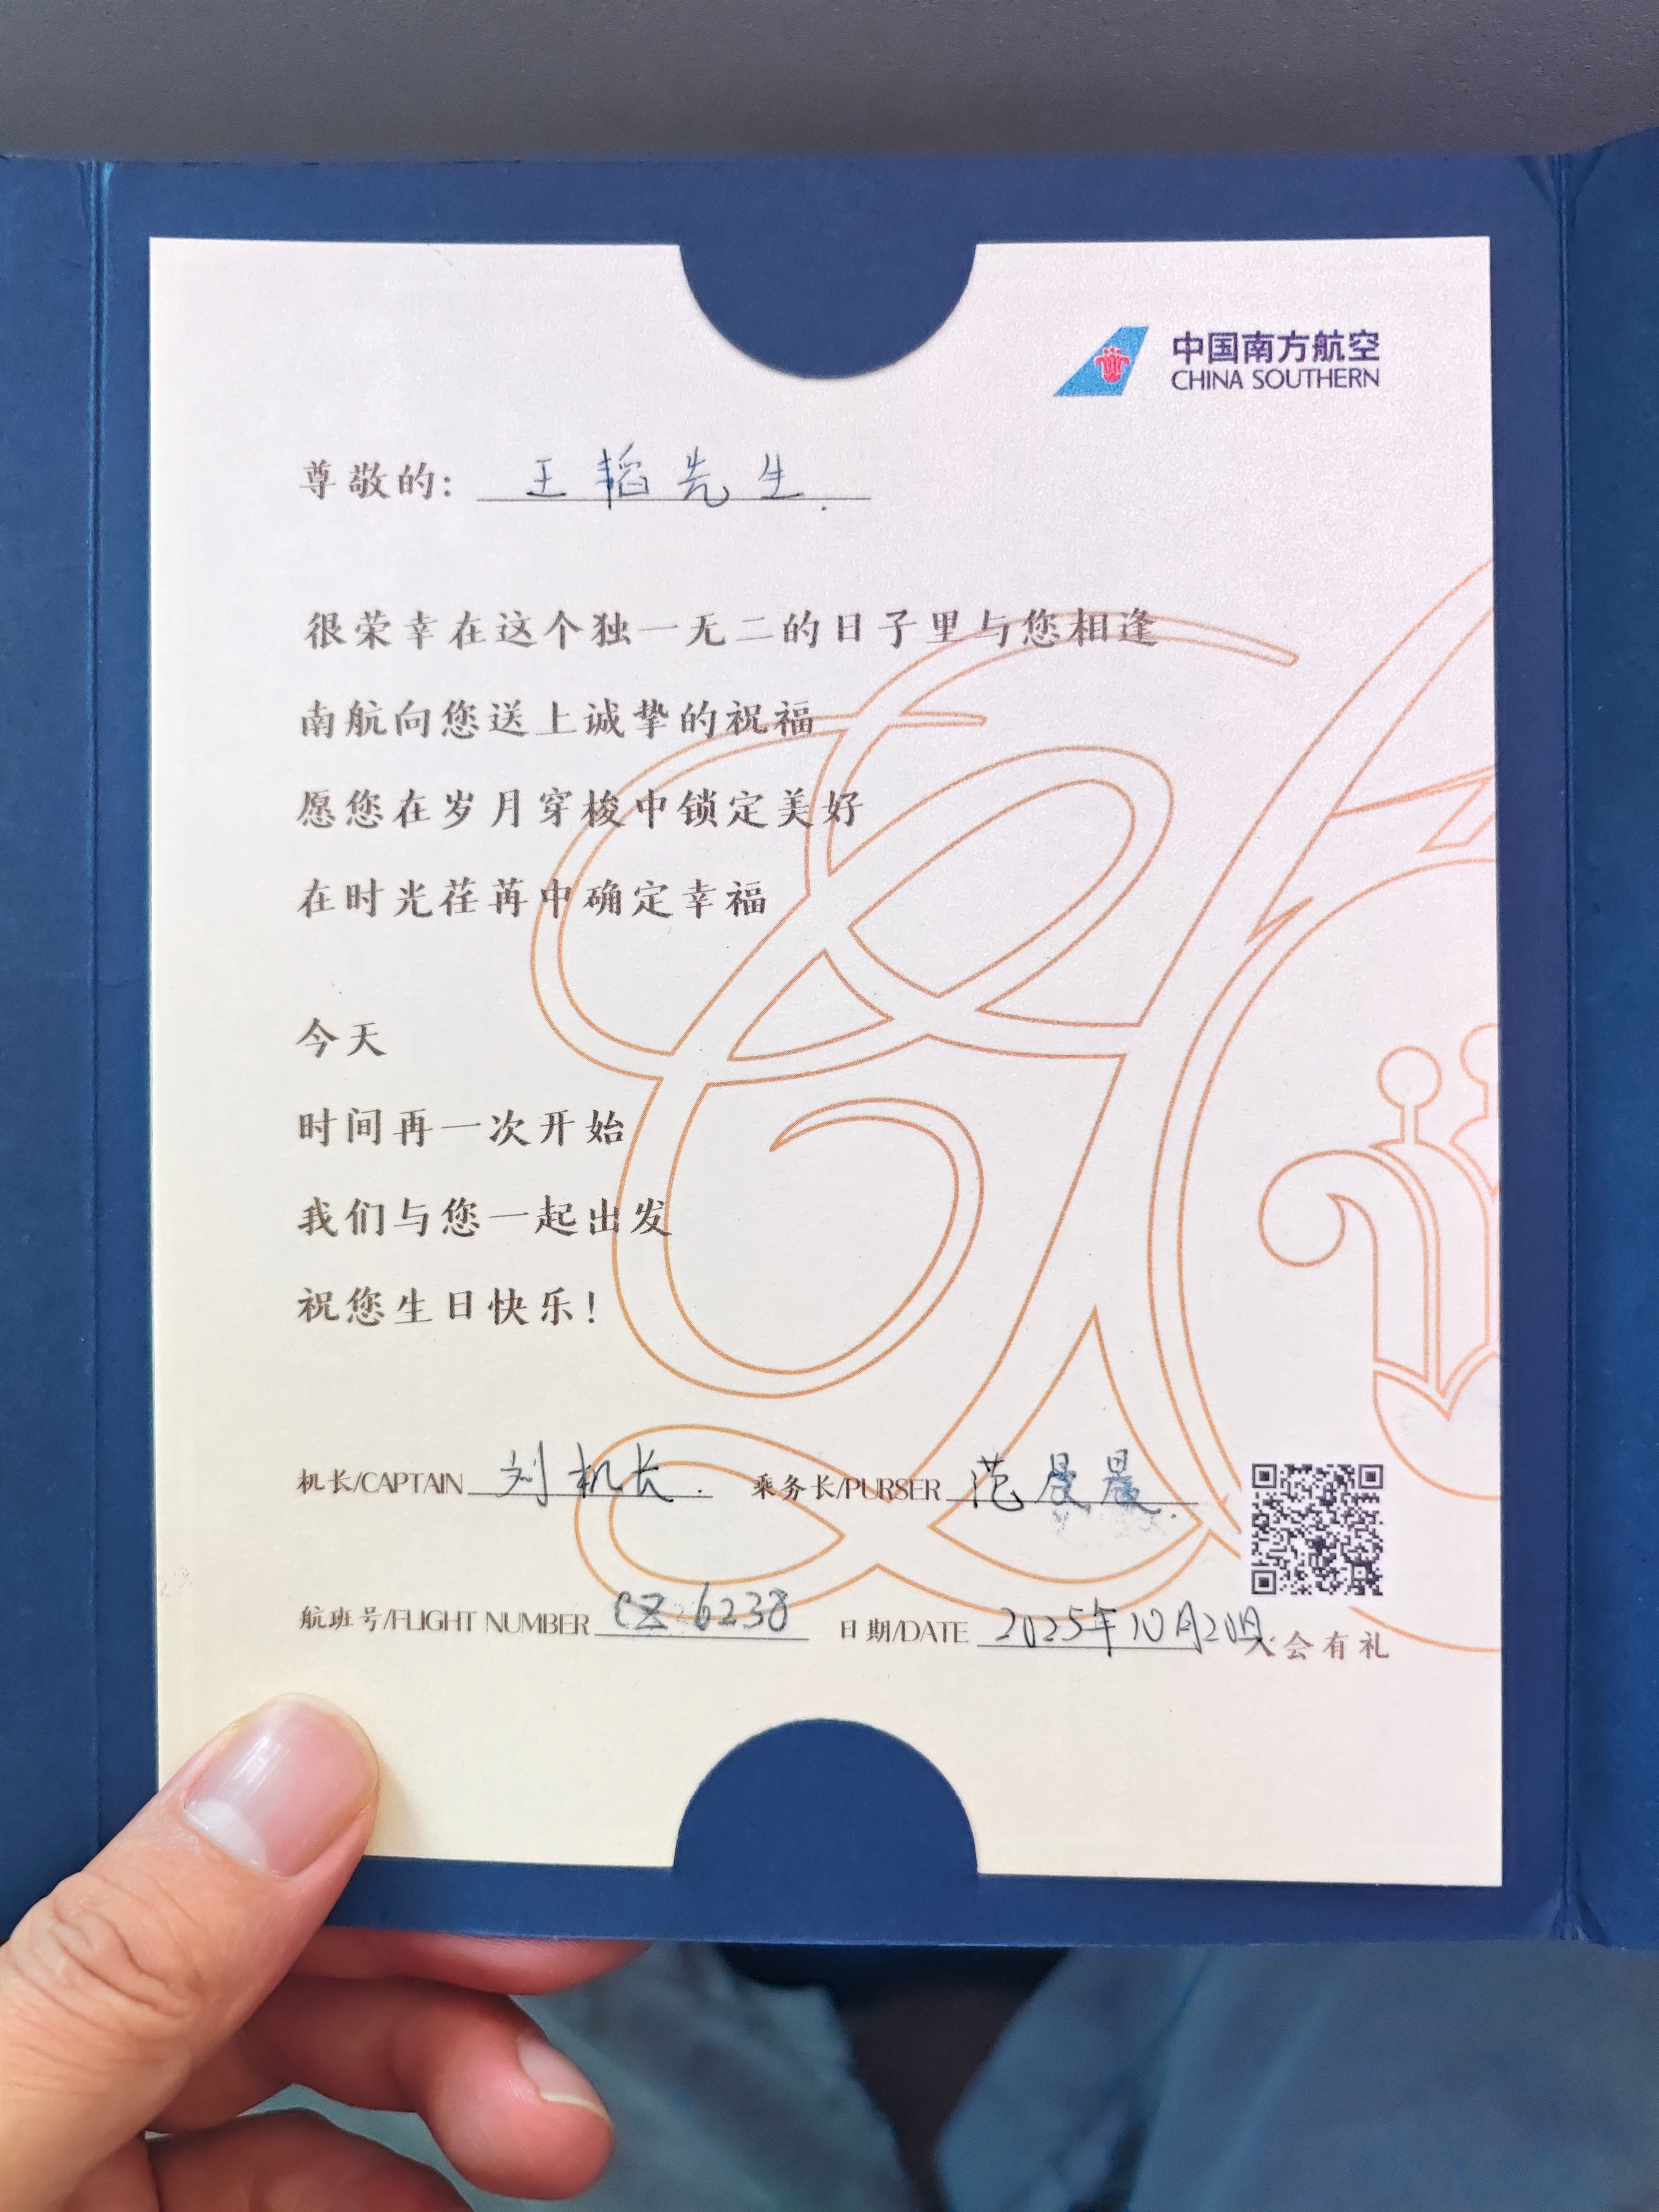 中国南方航空
CHINA SOUTHERN
尊敬的: 王韬先生.
很荣幸在这个独一无二的日子里与您相逢
南航向您送上诚挚的祝福
愿您在岁月穿梭中锁定美好
在时光荏苒中确定幸福
今天
时间再一次开始
我们与您一起出发
祝您生日快乐!
机长/CAPTAIN 刘机长. 乘务长/PURSER 范晨晨.
航班号/FLIGHT NUMBER CZ 6238 日期/DATE 2025年10月20日.
入会有礼